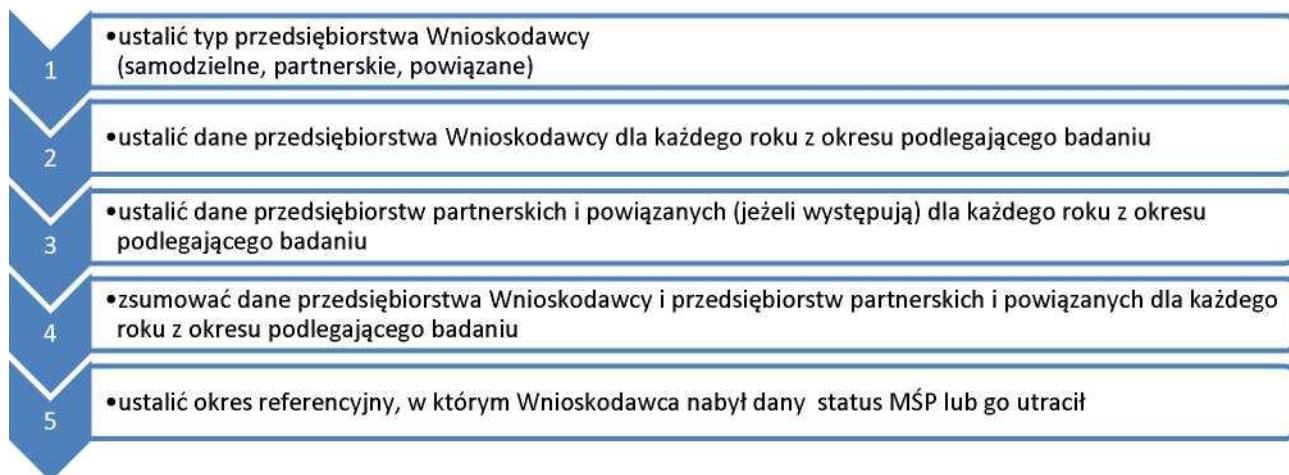 1
•ustalić typ przedsiębiorstwa Wnioskodawcy
(samodzielne, partnerskie, powiązane)
2
•ustalić dane przedsiębiorstwa Wnioskodawcy dla każdego roku z okresu podlegającego badaniu
3
•ustalić dane przedsiębiorstw partnerskich i powiązanych (jeżeli występują) dla każdego roku z okresu
podlegającego badaniu
4
•zsumować dane przedsiębiorstwa Wnioskodawcy i przedsiębiorstw partnerskich i powiązanych dla każdego
roku z okresu podlegającego badaniu
5
•ustalić okres referencyjny, w którym Wnioskodawca nabył dany status MŚP lub go utracił